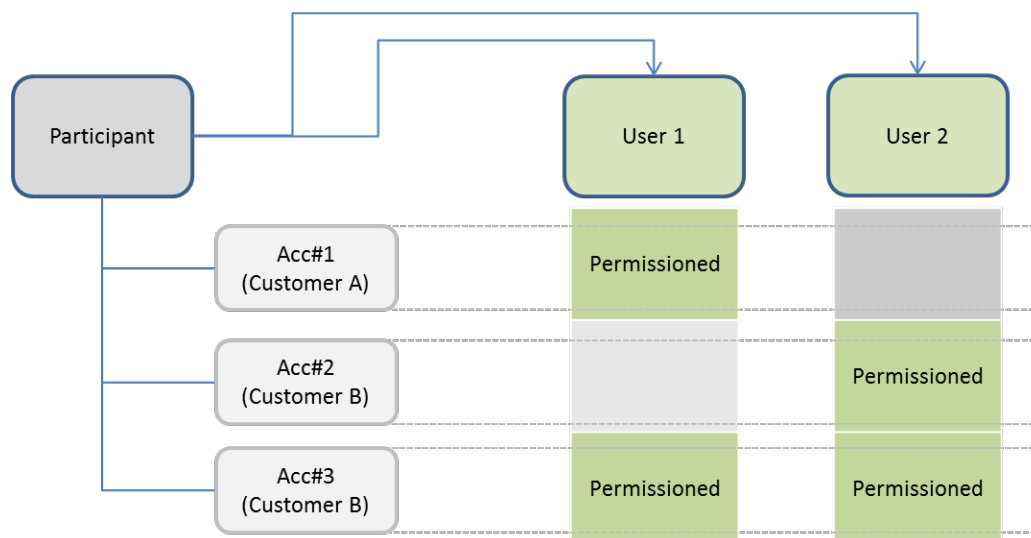 Participant
User 1
User 2
Acc#1
(Customer A)
Permissioned
Acc#2
(Customer B)
Permissioned
Acc#3
(Customer B)
Permissioned
Permissioned